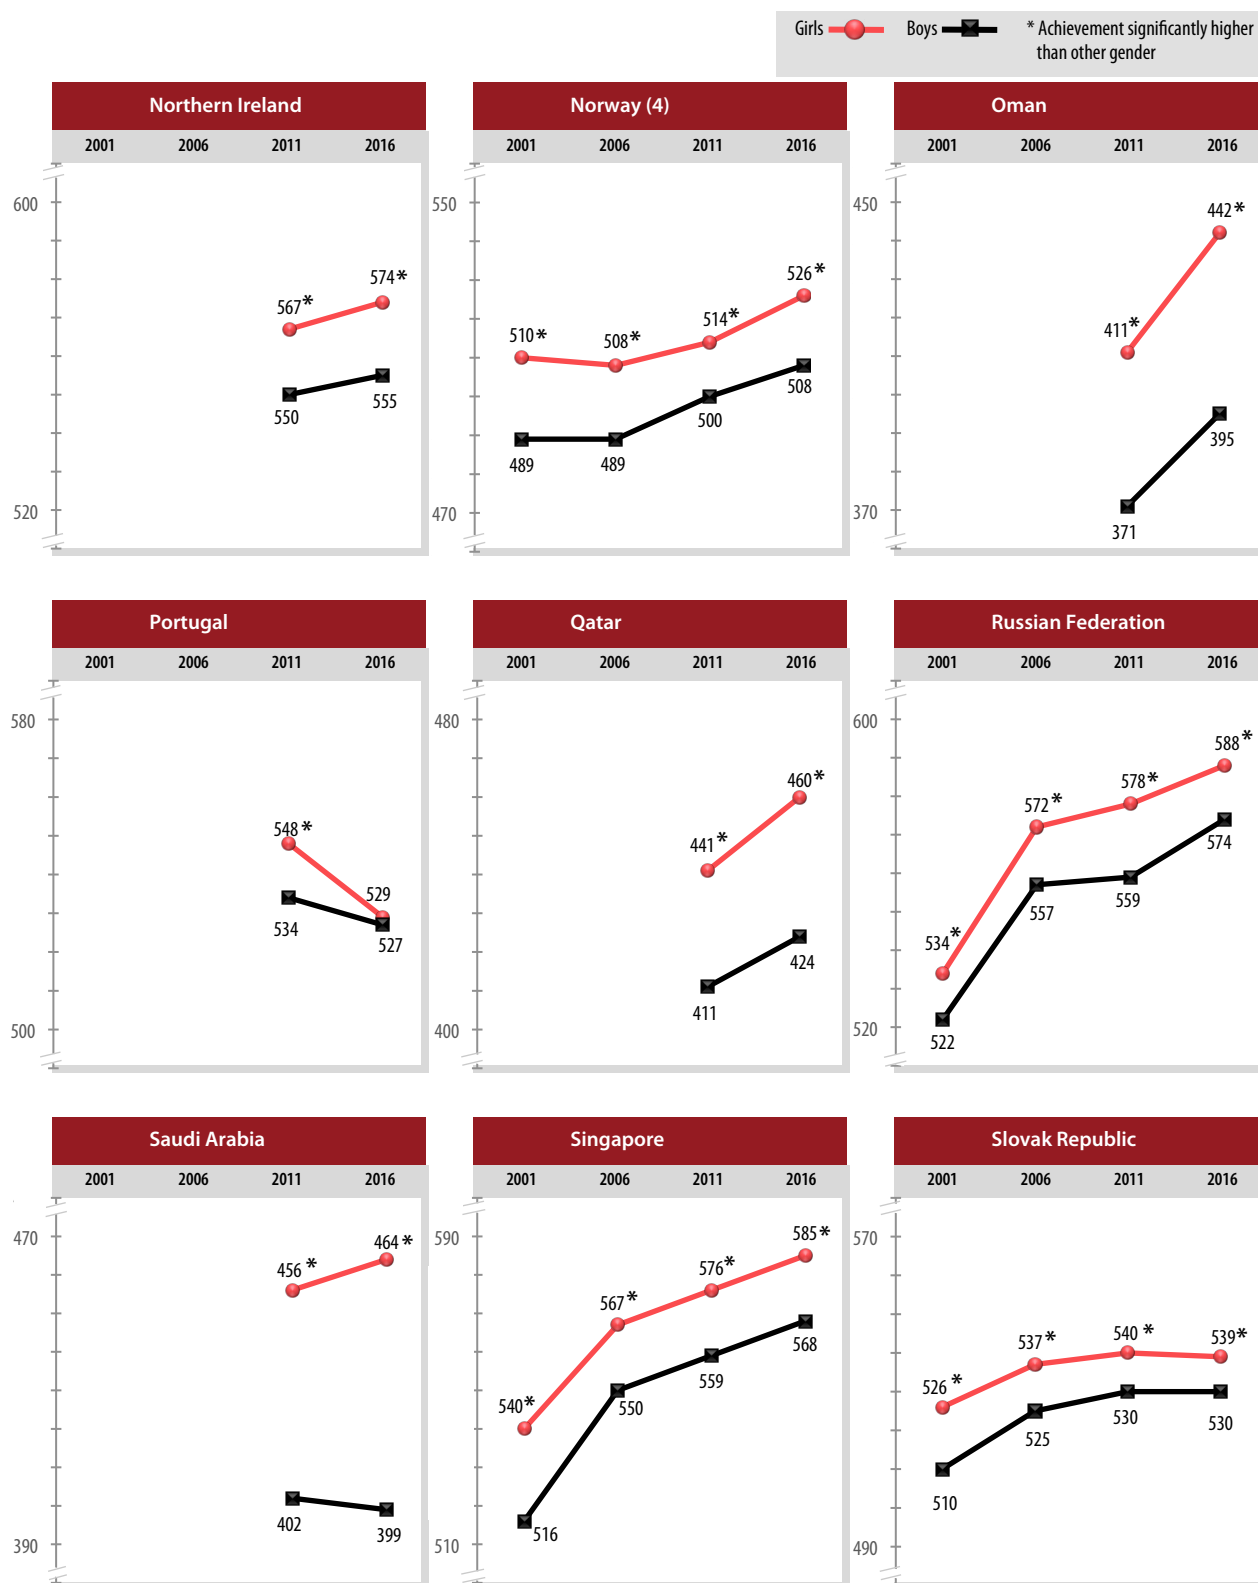 Girls Boys * Achievement significantly higher
than other gender
Northern Ireland Norway (4) Oman
2001 2006 2011 2016 2001 2006 2011 2016 2001 2006 2011 2016
600 550 450
442*
574*
567*
526*
514*
510* 508*
411*
550 555
508
500
489 489
395
371
520 470 370
Portugal Qatar Russian Federation
2001 2006 2011 2016 2001 2006 2011 2016 2001 2006 2011 2016
580 480 600
588*
578*
572*
460*
548*
441*
574
559
557
529
534
527
534*
424
411
522
500 400 520
Saudi Arabia Singapore Slovak Republic
2001 2006 2011 2016 2001 2006 2011 2016 2001 2006 2011 2016
470 590 570
464*
456*
585*
576*
567*
540*
568
559
550
516
537* 540* 539*
526*
525 530 530
510
402 399
390 510 490